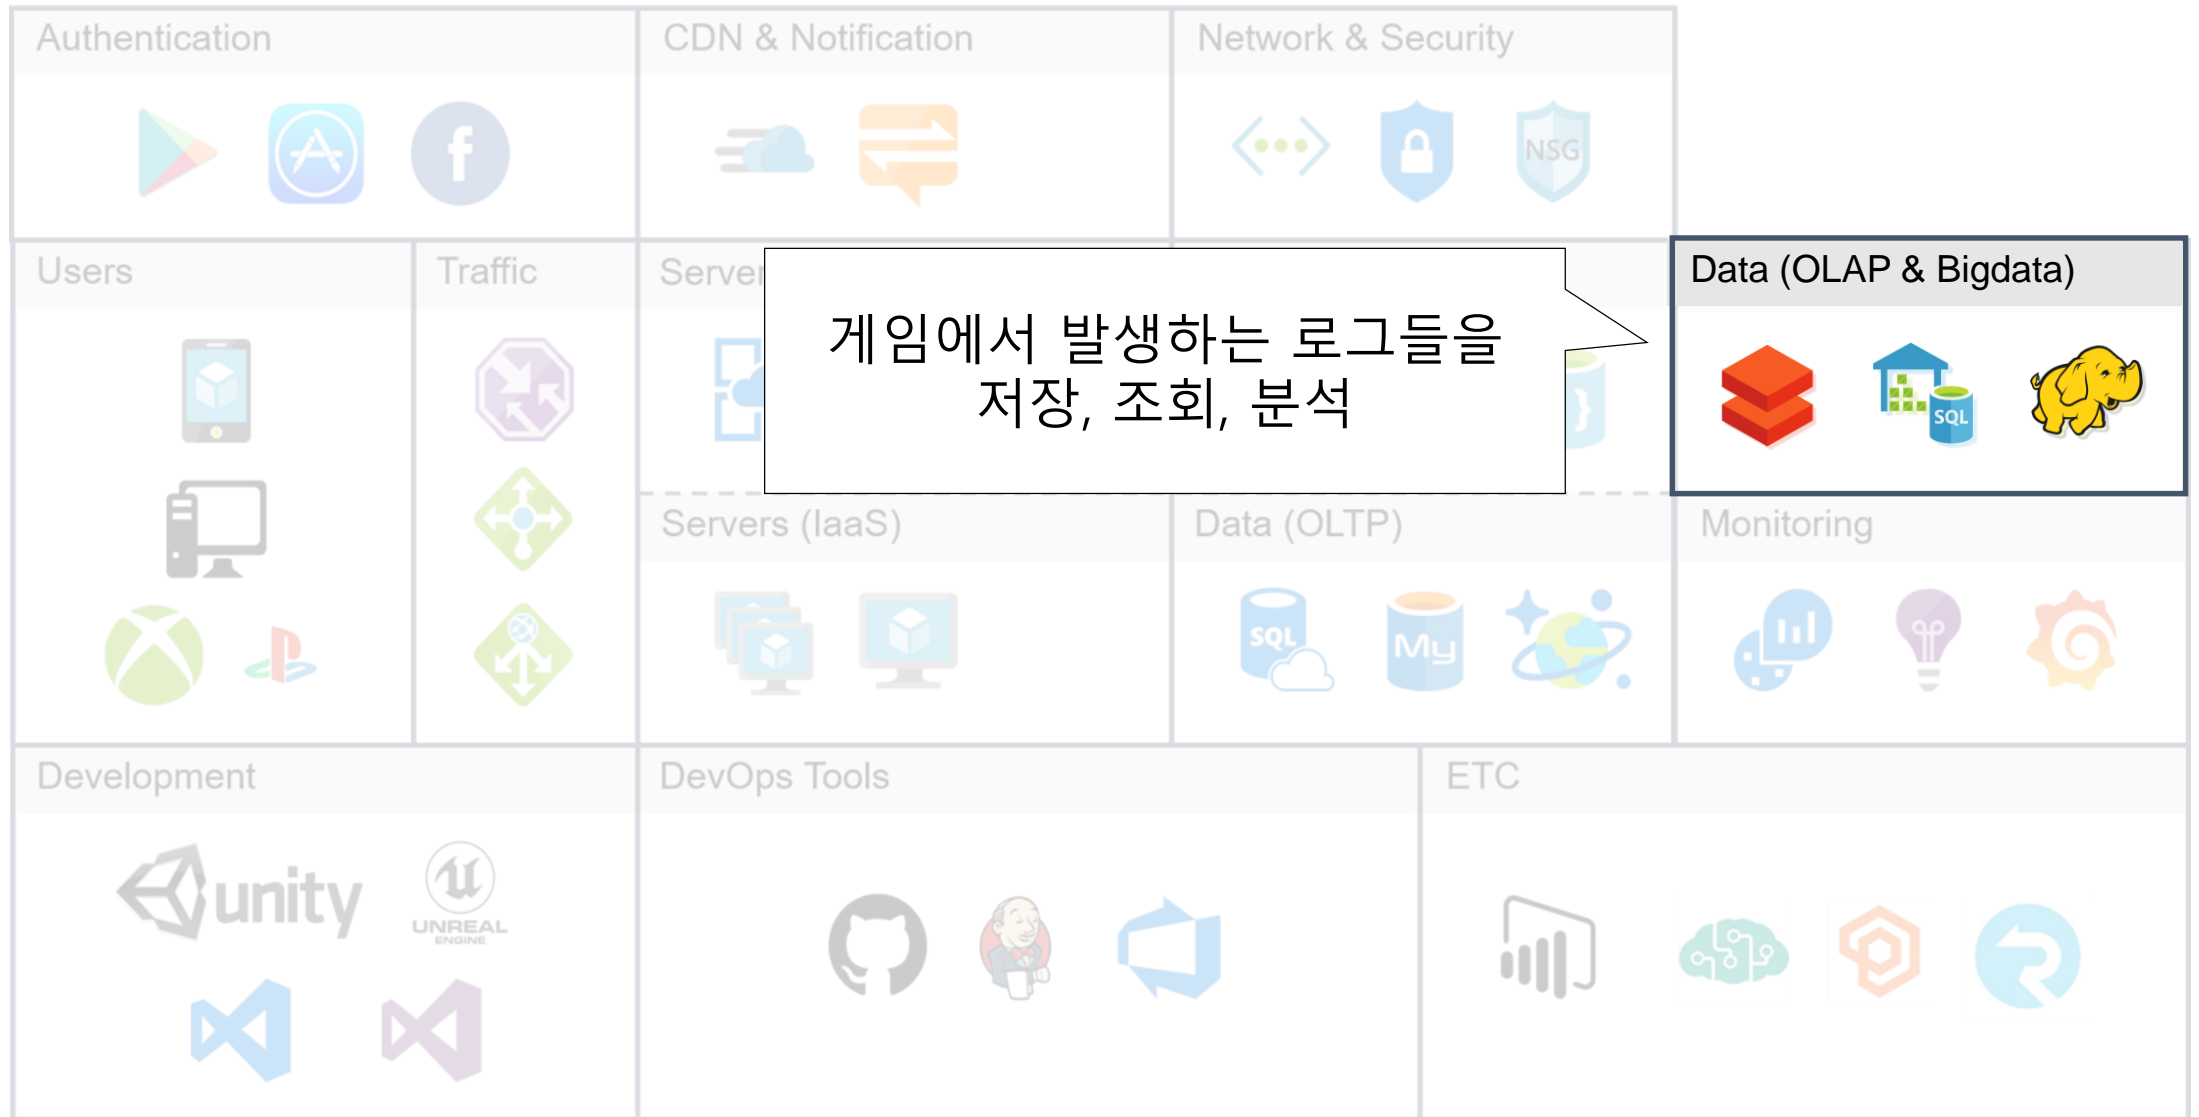 Authentication
CDN & Notification
Network & Security
NSG
Users
Traffic
Server
Data (OLAP & Bigdata)
게임에서 발생하는 로그들을
저장, 조회, 분석
SQL
Servers (IaaS)
Data (OLTP)
Monitoring
SQL
My
Development
DevOps Tools
ETC
unity
UNREAL
ENGINE